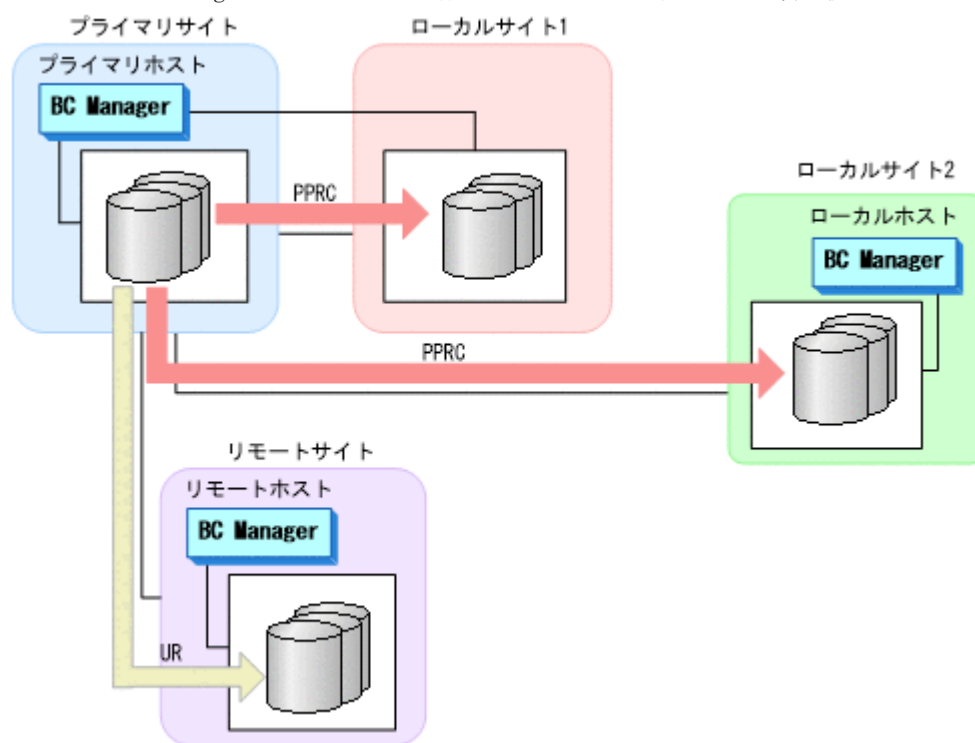 プライマリサイト
ローカルサイト1
プライマリホスト
BC Manager
PPRC
ローカルサイト2
ローカルホスト
BC Manager
PPRC
リモートサイト
リモートホスト
BC Manager
UR